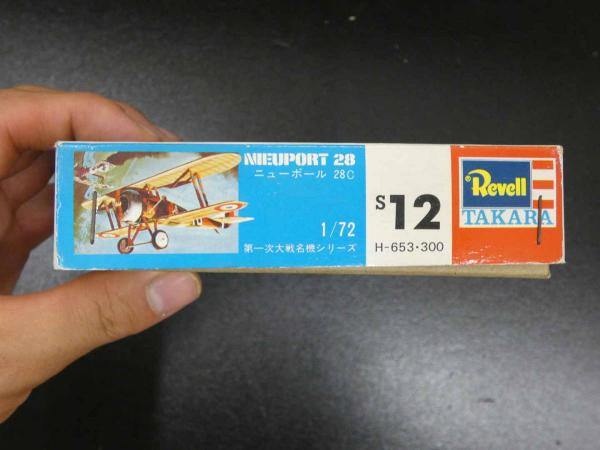 NIEUPORT 28
ニューポール 28C
1/72
第一次大戦名機シリーズ
S12
H-653・300
Revell
TAKARA